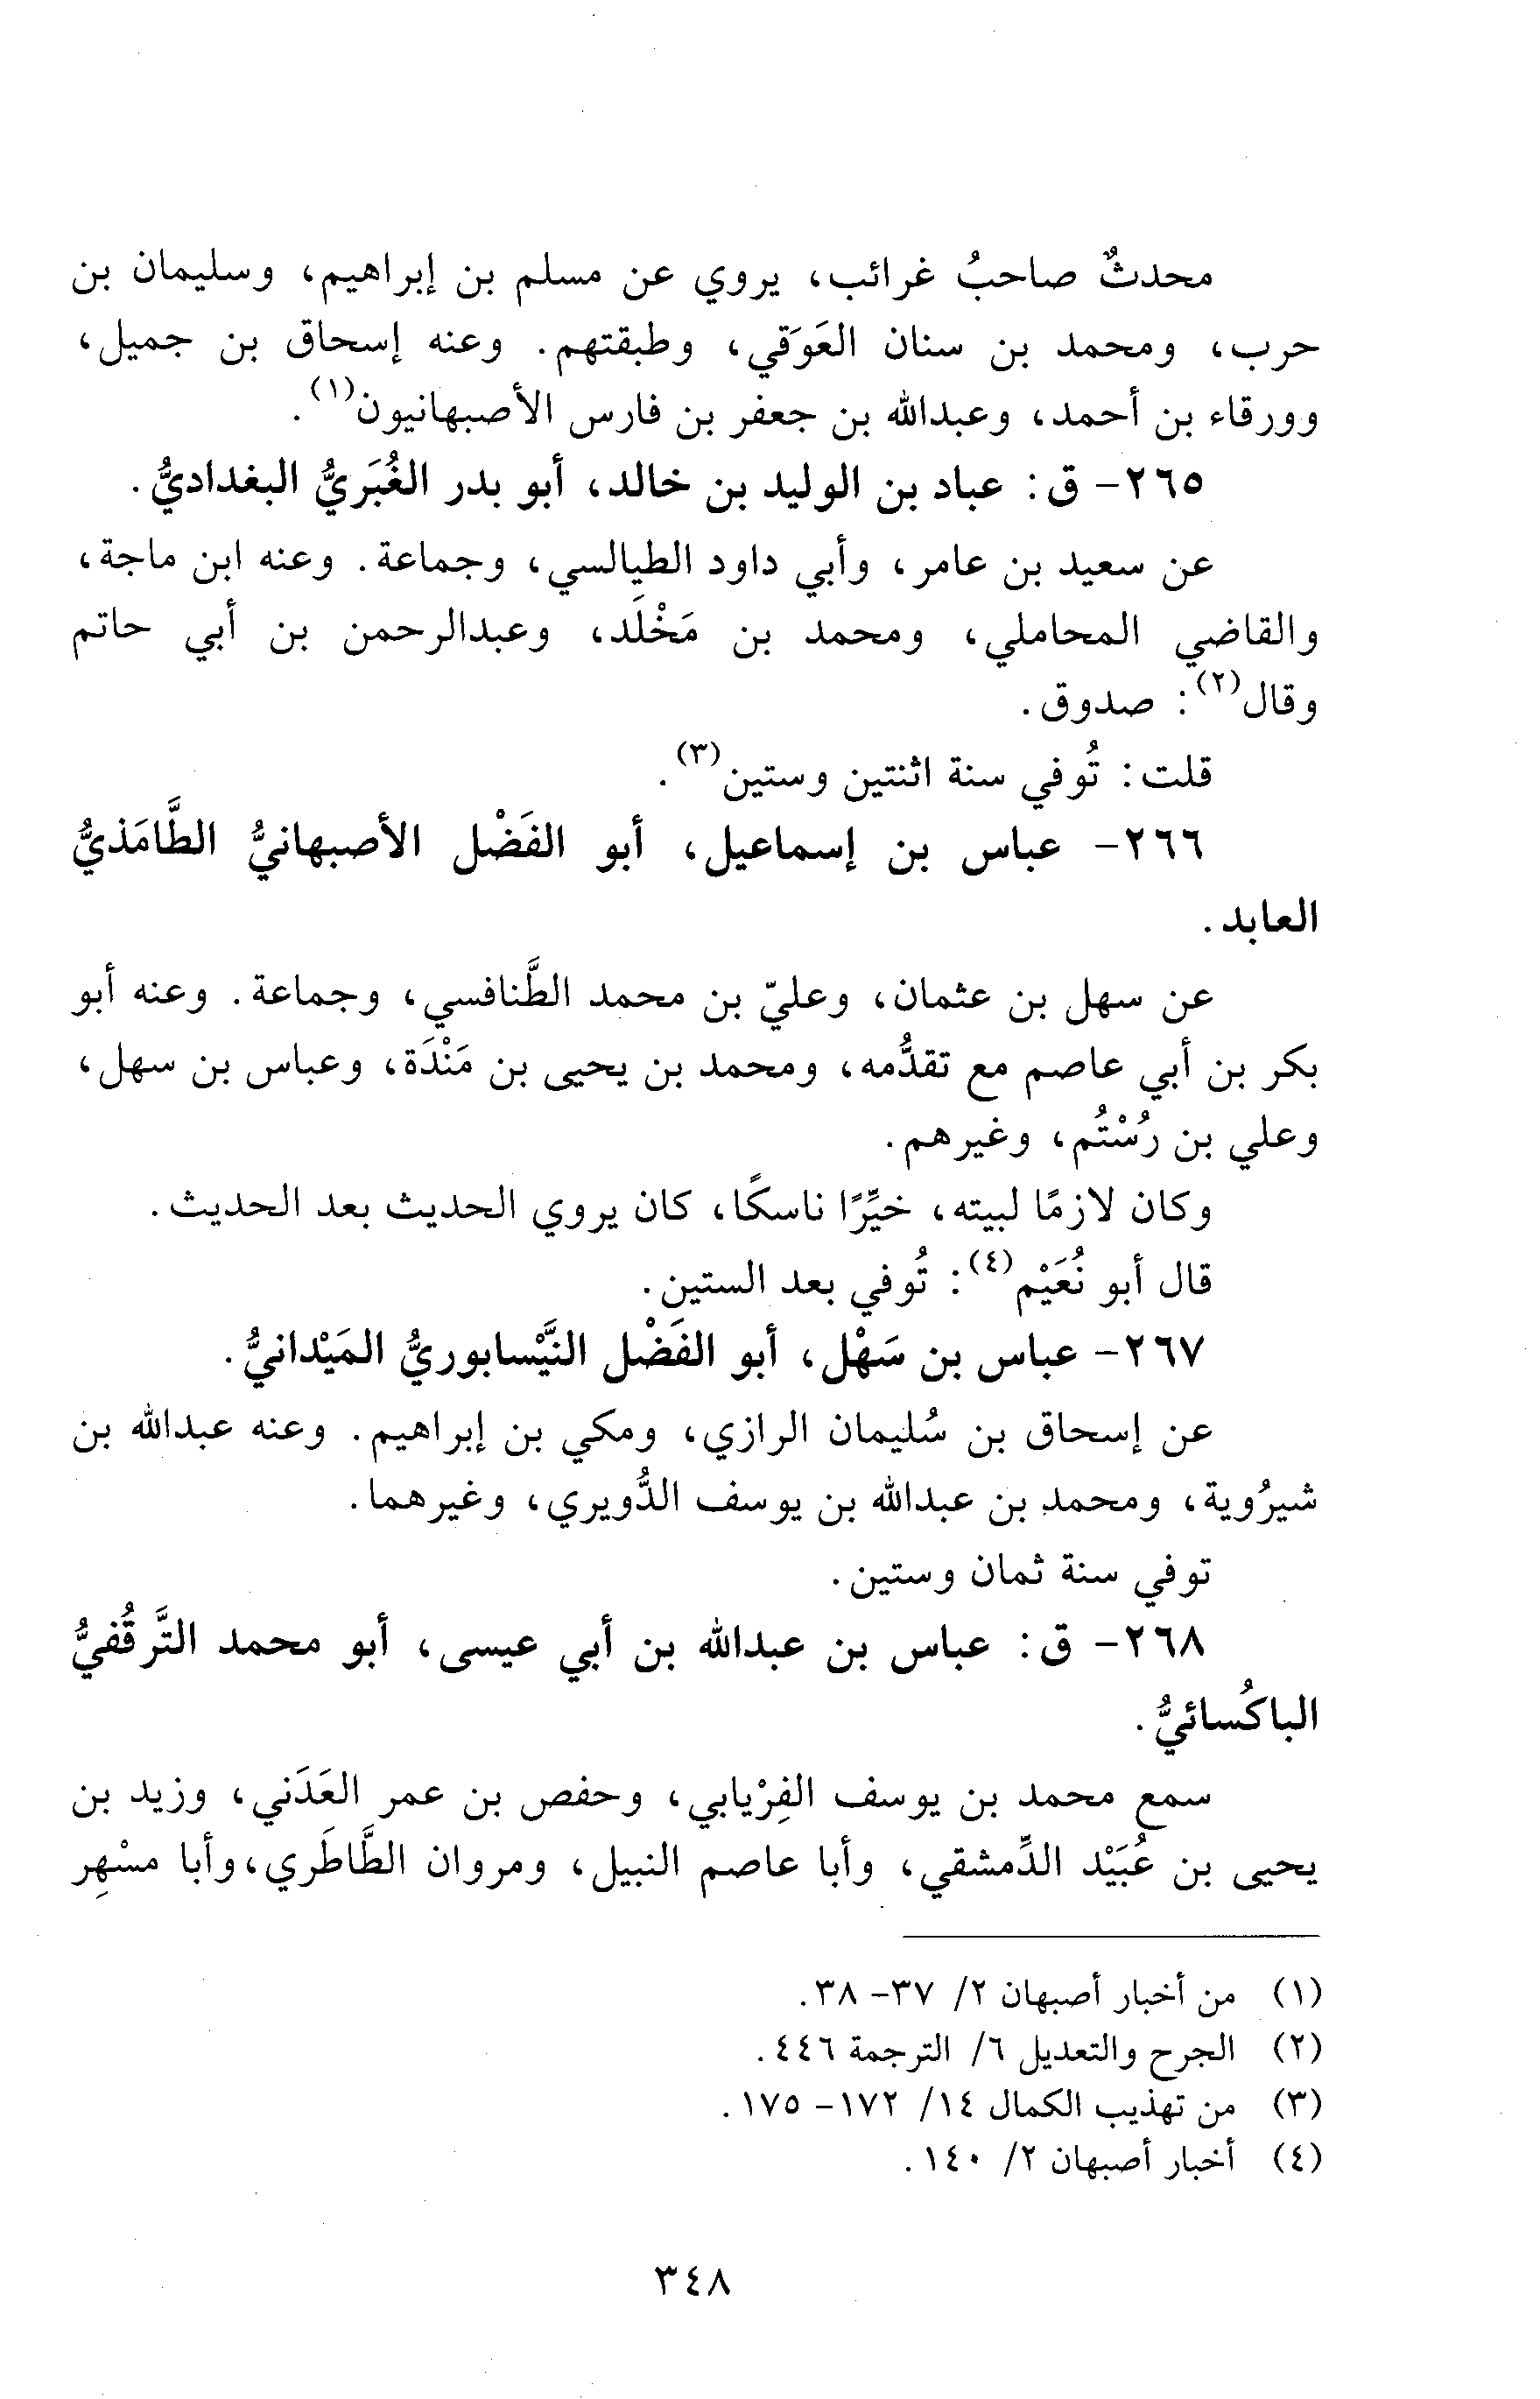 محدثٌ صاحبُ غرائب، يروي عن مسلم بن إبراهيم، وسليمان بن
حرب، ومحمد بن سنان العَوَقي، وطبقتهم. وعنه إسحاق بن جميل،
وورقاء بن أحمد، وعبدالله بن جعفر بن فارس الأصبهانيون(١).
٢٦٥- ق: عباد بن الوليد بن خالد، أبو بدر الغُبَريُّ البغداديُّ.
عن سعيد بن عامر، وأبي داود الطيالسي، وجماعة. وعنه ابن ماجة،
والقاضي المحاملي، ومحمد بن مَخْلَد، وعبدالرحمن بن أبي حاتم
وقال(٢): صدوق.
قلت: تُوفي سنة اثنتين وستين(٣).
٢٦٦- عباس بن إسماعيل، أبو الفَضْل الأصبهانيُّ الطَّامَذيُّ
العابد.
عن سهل بن عثمان، وعليّ بن محمد الطَّنافسي، وجماعة. وعنه أبو
بكر بن أبي عاصم مع تقدُّمه، ومحمد بن يحيى بن مَنْدَة، وعباس بن سهل،
وعلي بن رُسْتُم، وغيرهم.
وكان لازمًا لبيته، خيِّرًا ناسكًا، كان يروي الحديث بعد الحديث.
قال أبو نُعَيْم(٤): تُوفي بعد الستين.
٢٦٧- عباس بن سَهْل، أبو الفَضْل النَّيْسابوريُّ المَيْدانيُّ.
عن إسحاق بن سُليمان الرازي، ومكي بن إبراهيم. وعنه عبدالله بن
شيرُوية، ومحمد بن عبدالله بن يوسف الدُّويري، وغيرهما.
توفي سنة ثمان وستين.
٢٦٨- ق: عباس بن عبدالله بن أبي عيسى، أبو محمد التَّرقُفيُّ
الباكُسائيُّ.
سمع محمد بن يوسف الفِرْيابي، وحفص بن عمر العَدَني، وزيد بن
يحيى بن عُبَيْد الدِّمشقي، وأبا عاصم النبيل، ومروان الطَّاطَري، وأبا مسْهِر
(١) من أخبار أصبهان ٢/ ٣٧- ٣٨.
(٢) الجرح والتعديل ٦/ الترجمة ٤٤٦.
(٣) من تهذيب الكمال ١٤/ ١٧٢- ١٧٥.
(٤) أخبار أصبهان ٢/ ١٤٠.
٣٤٨